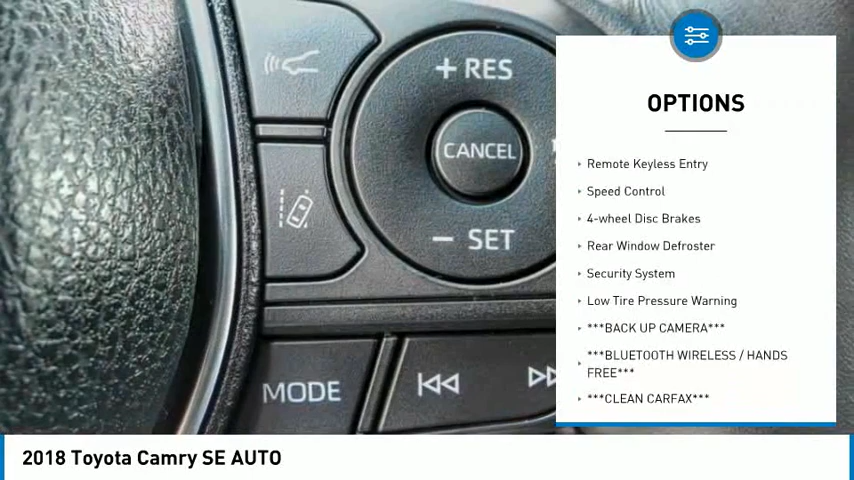 + RES
CANCEL
− SET
MODE
OPTIONS
Remote Keyless Entry
Speed Control
4-wheel Disc Brakes
Rear Window Defroster
Security System
Low Tire Pressure Warning
***BACK UP CAMERA***
***BLUETOOTH WIRELESS / HANDS
FREE***
***CLEAN CARFAX***
2018 Toyota Camry SE AUTO